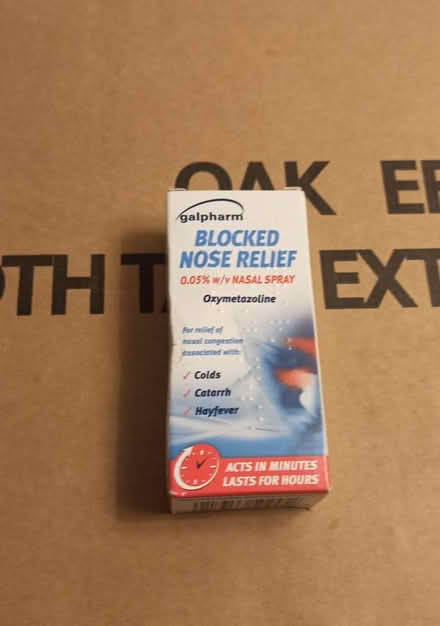 OAK
OTH
EXT
galpharm
BLOCKED
NOSE RELIEF
0.05% w/v NASAL SPRAY
Oxymetazoline
For relief of
nasal congestion
associated with:
✓ Colds
✓ Catarrh
✓ Hayfever
ACTS IN MINUTES
LASTS FOR HOURS